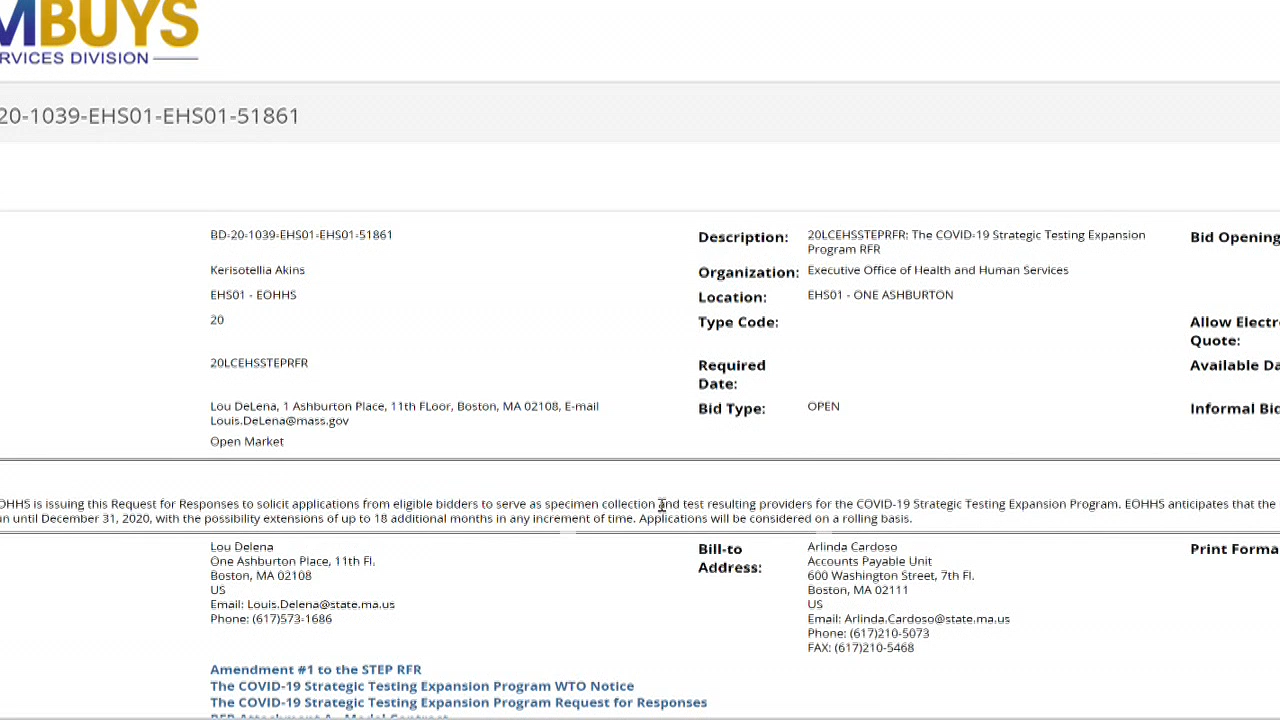 MBUYS
RVICES DIVISION
20-1039-EHS01-EHS01-51861
BD-20-1039-EHS01-EHS01-51861
Description:
20LCEHSSTEPRFR: The COVID-19 Strategic Testing Expansion
Program RFR
Bid Opening
Kerisotellia Akins
Organization:
Executive Office of Health and Human Services
EHS01 - EOHHS
Location:
EHS01 - ONE ASHBURTON
20
Type Code:
Allow Electr
Quote:
20LCEHSSTEPRFR
Required
Date:
Available Da
Lou DeLena, 1 Ashburton Place, 11th FLoor, Boston, MA 02108, E-mail
Louis.DeLena@mass.gov
Bid Type:
OPEN
Informal Bid
Open Market
OHHS is issuing this Request for Responses to solicit applications from eligible bidders to serve as specimen collection and test resulting providers for the COVID-19 Strategic Testing Expansion Program. EOHHS anticipates that the
un until December 31, 2020, with the possibility extensions of up to 18 additional months in any increment of time. Applications will be considered on a rolling basis.
Lou Delena
One Ashburton Place, 11th Fl.
Boston, MA 02108
US
Email: Louis.Delena@state.ma.us
Phone: (617)573-1686
Bill-to
Address:
Arlinda Cardoso
Accounts Payable Unit
600 Washington Street, 7th Fl.
Boston, MA 02111
US
Email: Arlinda.Cardoso@state.ma.us
Phone: (617)210-5073
FAX: (617)210-5468
Print Forma
Amendment #1 to the STEP RFR
The COVID-19 Strategic Testing Expansion Program WTO Notice
The COVID-19 Strategic Testing Expansion Program Request for Responses
RFR Attachment A - Model Contract